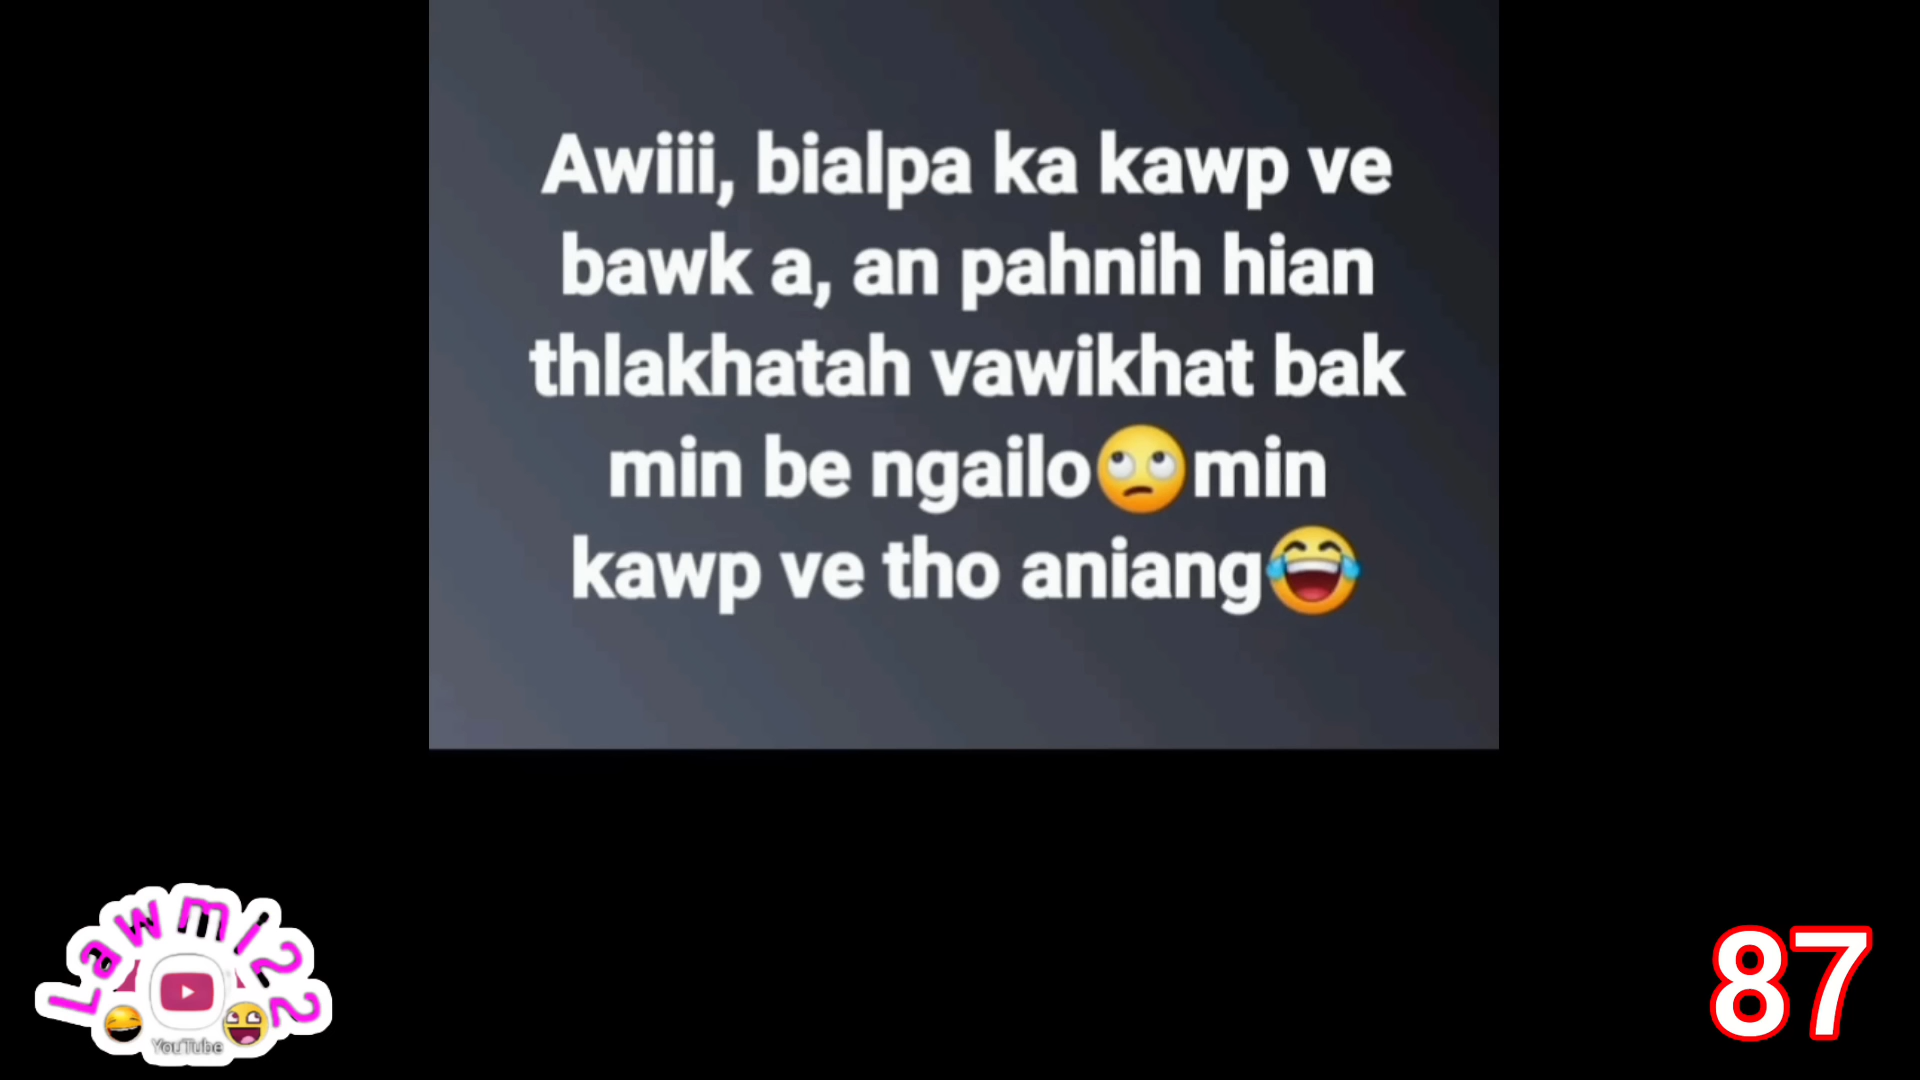 Awiii, bialpa ka kawp ve
bawk a, an pahnih hian
thlakhatah vawikhat bak
min be ngailo🙄min
kawp ve tho aniang😂
Lawmi22
YouTube
87